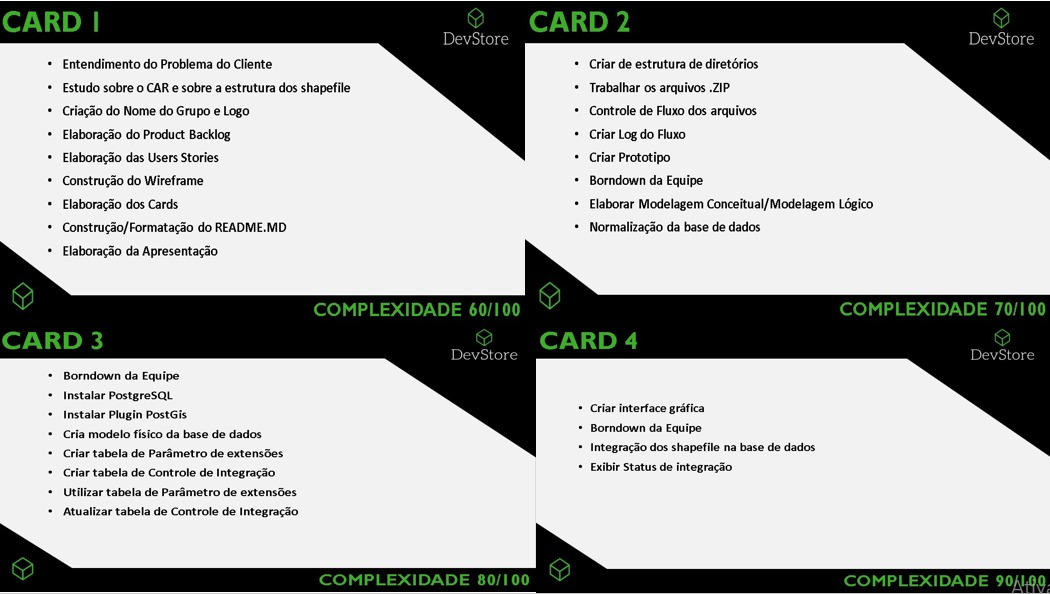 CARD 1
DevStore
• Entendimento do Problema do Cliente
• Estudo sobre o CAR e sobre a estrutura dos shapefile
• Criação do Nome do Grupo e Logo
• Elaboração do Product Backlog
• Elaboração das Users Stories
• Construção do Wireframe
• Elaboração dos Cards
• Construção/Formatação do README.MD
• Elaboração da Apresentação
COMPLEXIDADE 60/100
CARD 2
DevStore
• Criar de estrutura de diretórios
• Trabalhar os arquivos .ZIP
• Controle de Fluxo dos arquivos
• Criar Log do Fluxo
• Criar Prototipo
• Borndown da Equipe
• Elaborar Modelagem Conceitual/Modelagem Lógico
• Normalização da base de dados
COMPLEXIDADE 70/100
CARD 3
DevStore
• Borndown da Equipe
• Instalar PostgreSQL
• Instalar Plugin PostGis
• Cria modelo físico da base de dados
• Criar tabela de Parâmetro de extensões
• Criar tabela de Controle de Integração
• Utilizar tabela de Parâmetro de extensões
• Atualizar tabela de Controle de Integração
COMPLEXIDADE 80/100
CARD 4
DevStore
• Criar interface gráfica
• Borndown da Equipe
• Integração dos shapefile na base de dados
• Exibir Status de integração
COMPLEXIDADE 90/100